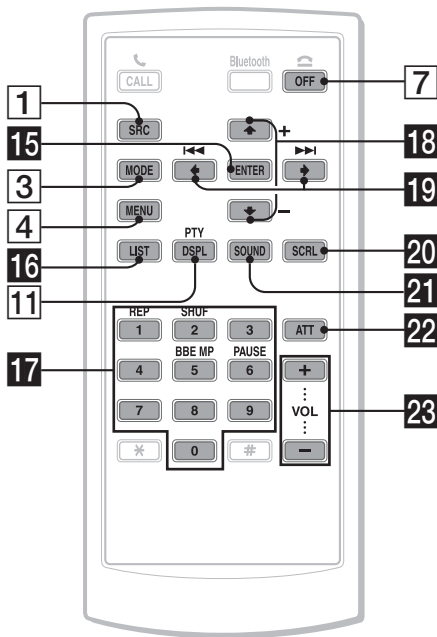 Bluetooth
CALL
OFF
7
1
SRC
+
18
15
MODE
ENTER
19
3
MENU
–
4
PTY
LIST
DSPL
SOUND
SCRL
20
16
11
21
REP
SHUF
1
2
3
ATT
22
17
BBE MP
PAUSE
4
5
6
+
7
8
9
VOL
23
*
0
#
–